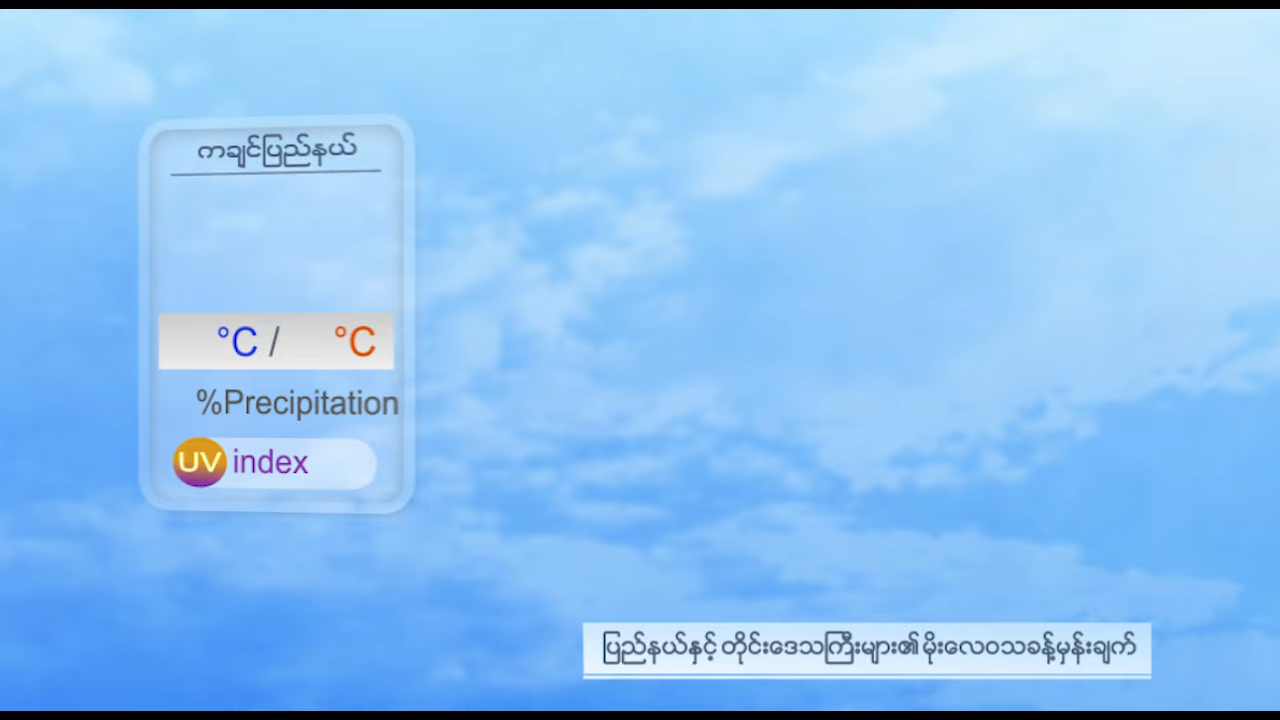 ကချင်ပြည်နယ်
°C / °C
%Precipitation
UV index
ပြည်နယ်နှင့် တိုင်းဒေသကြီးများ၏ မိုးလေဝသခန့်မှန်းချက်